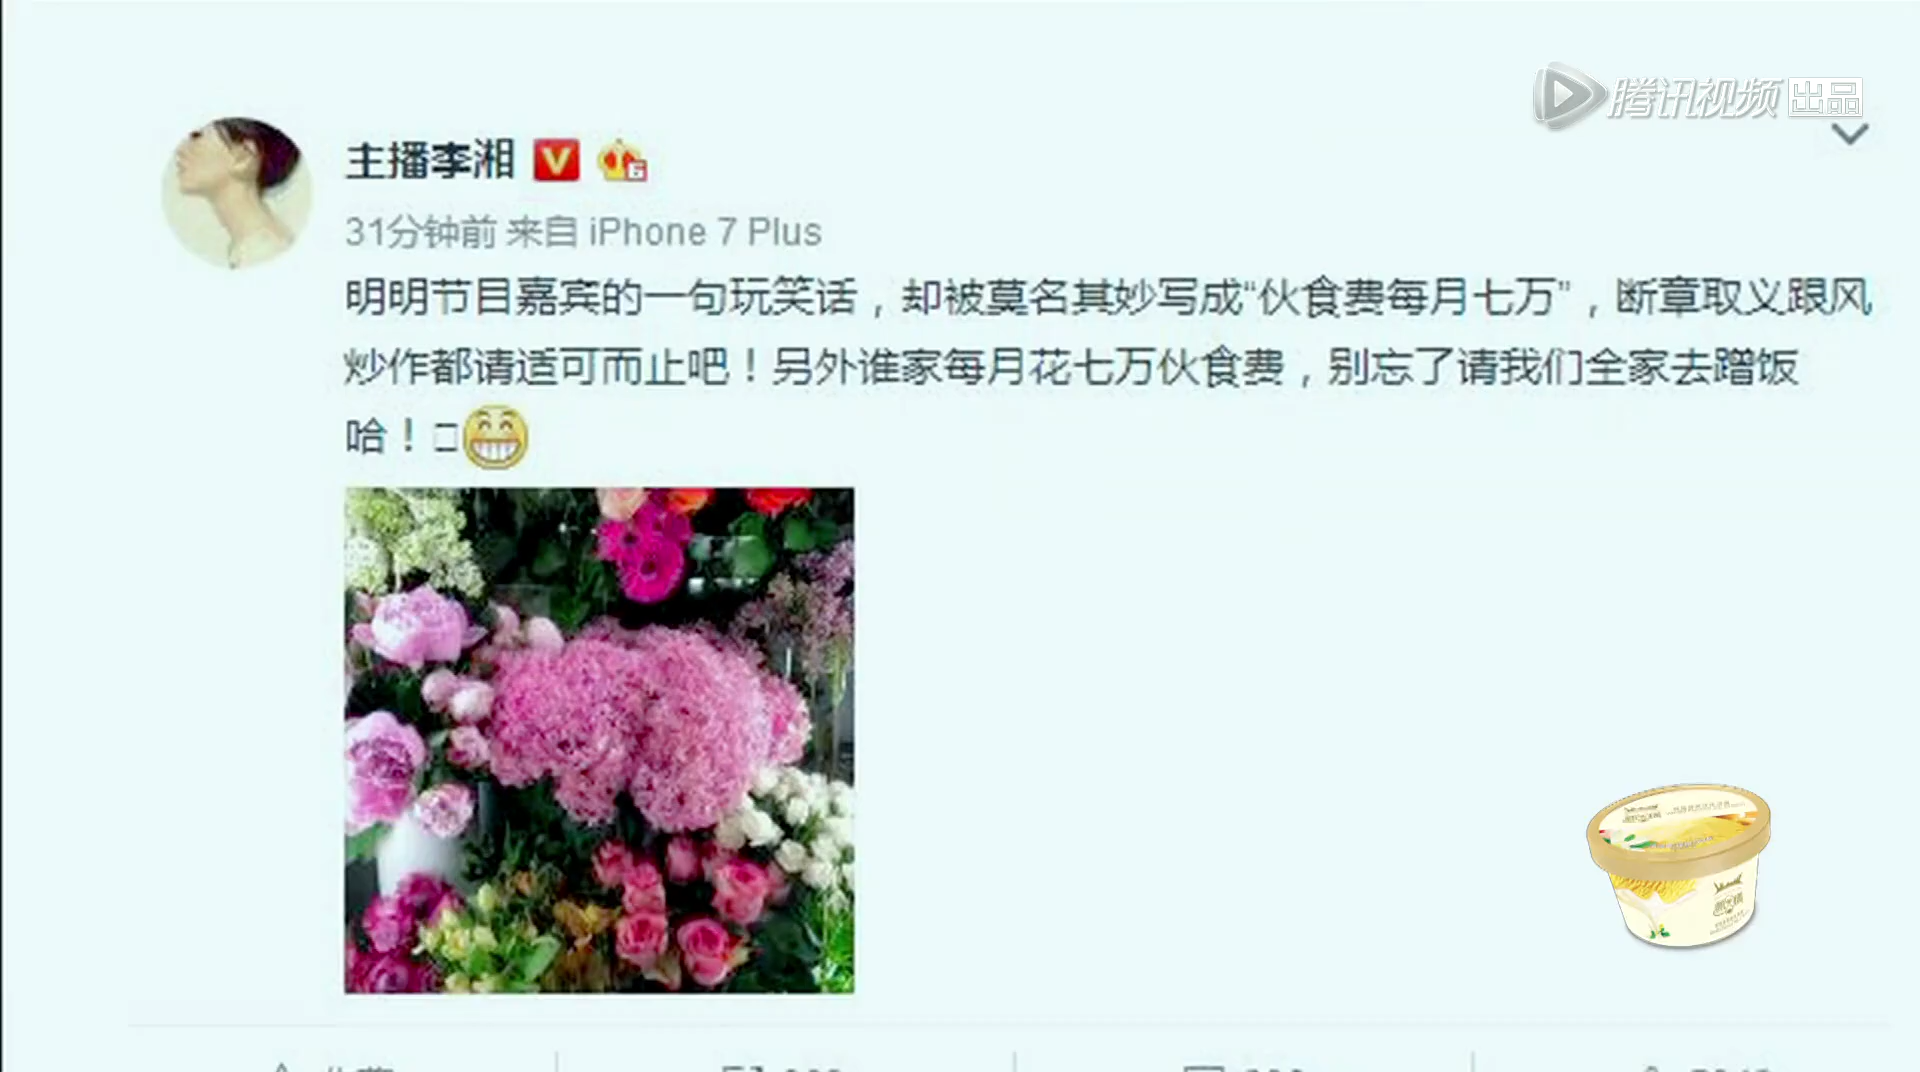 腾讯视频 出品
主播李湘
31分钟前 来自 iPhone 7 Plus
明明节目嘉宾的一句玩笑话，却被莫名其妙写成“伙食费每月七万”，断章取义跟风
炒作都请适可而止吧！另外谁家每月花七万伙食费，别忘了请我们全家去蹭饭
哈！